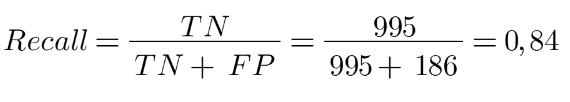 Recall = TN / TN + FP = 995 / 995 + 186 = 0,84